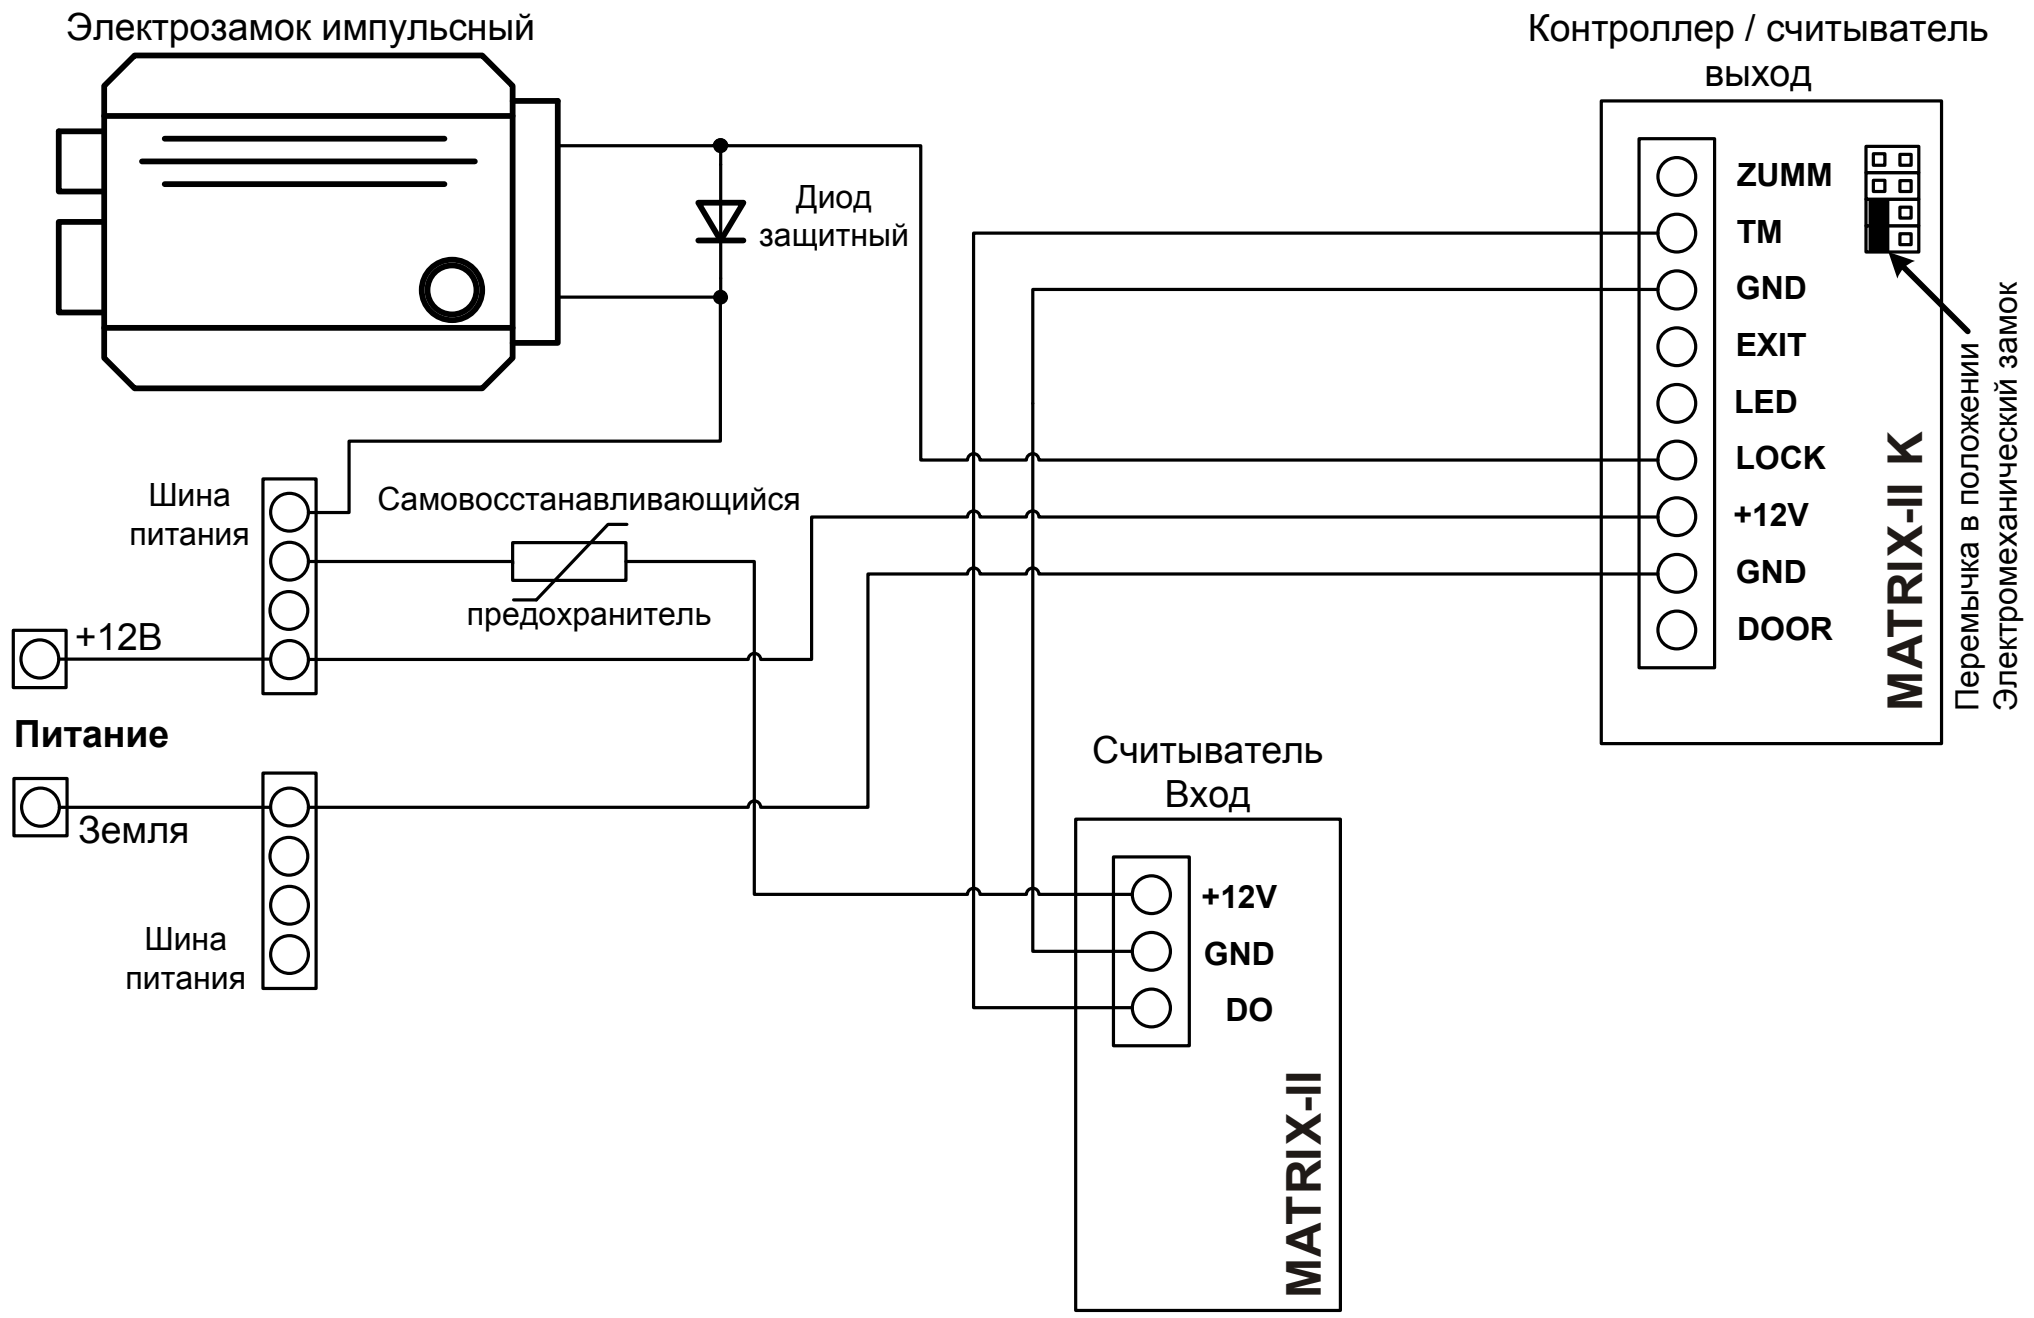 Электрозамок импульсный
Контроллер / считыватель
выход
Диод
защитный
ZUMM
TM
GND
EXIT
LED
LOCK
+12V
GND
DOOR
MATRIX-II K
Перемычка в положении
Электромеханический замок
Шина
питания
Самовосстанавливающийся
предохранитель
+12В
Питание
Земля
Шина
питания
Считыватель
Вход
+12V
GND
DO
MATRIX-II